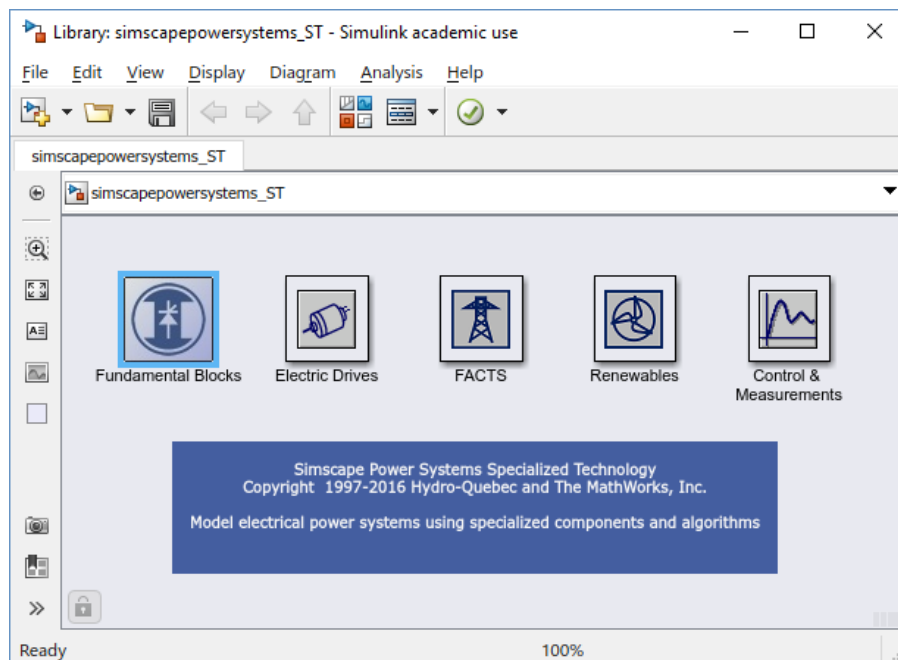 Library: simscapepowersystems_ST - Simulink academic use
File Edit View Display Diagram Analysis Help
simscapepowersystems_ST
simscapepowersystems_ST
Fundamental Blocks
Electric Drives
FACTS
Renewables
Control &
Measurements
Simscape Power Systems Specialized Technology
Copyright 1997-2016 Hydro-Quebec and The MathWorks, Inc.
Model electrical power systems using specialized components and algorithms
Ready 100%